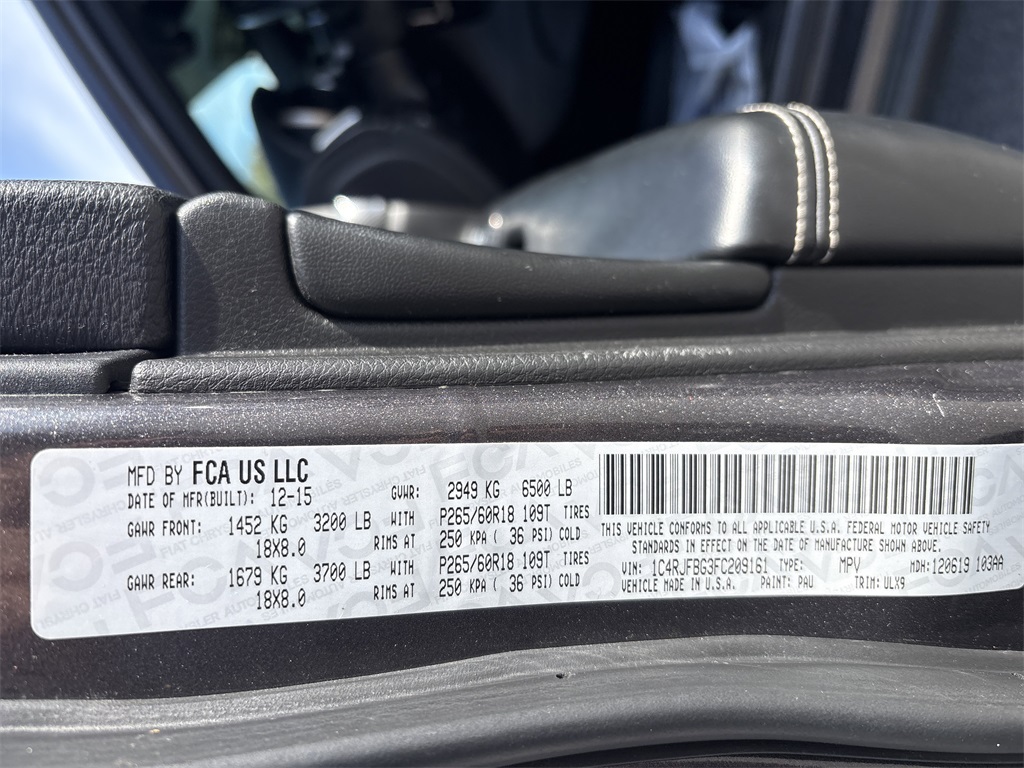 MFD BY FCA US LLC
DATE OF MFR(BUILT): 12-15 GVWR: 2949 KG 6500 LB
GAWR FRONT: 1452 KG 3200 LB WITH P265/60R18 109T TIRES
18X8.0 RIMS AT 250 KPA ( 36 PSI) COLD
GAWR REAR: 1679 KG 3700 LB WITH P265/60R18 109T TIRES
18X8.0 RIMS AT 250 KPA ( 36 PSI) COLD
THIS VEHICLE CONFORMS TO ALL APPLICABLE U.S.A. FEDERAL MOTOR VEHICLE SAFETY
STANDARDS IN EFFECT ON THE DATE OF MANUFACTURE SHOWN ABOVE.
VIN: 1C4RJFBG3FC209161 TYPE: MPV MDH:120619 103AA
VEHICLE MADE IN U.S.A. PAINT: PAU TRIM: ULX9